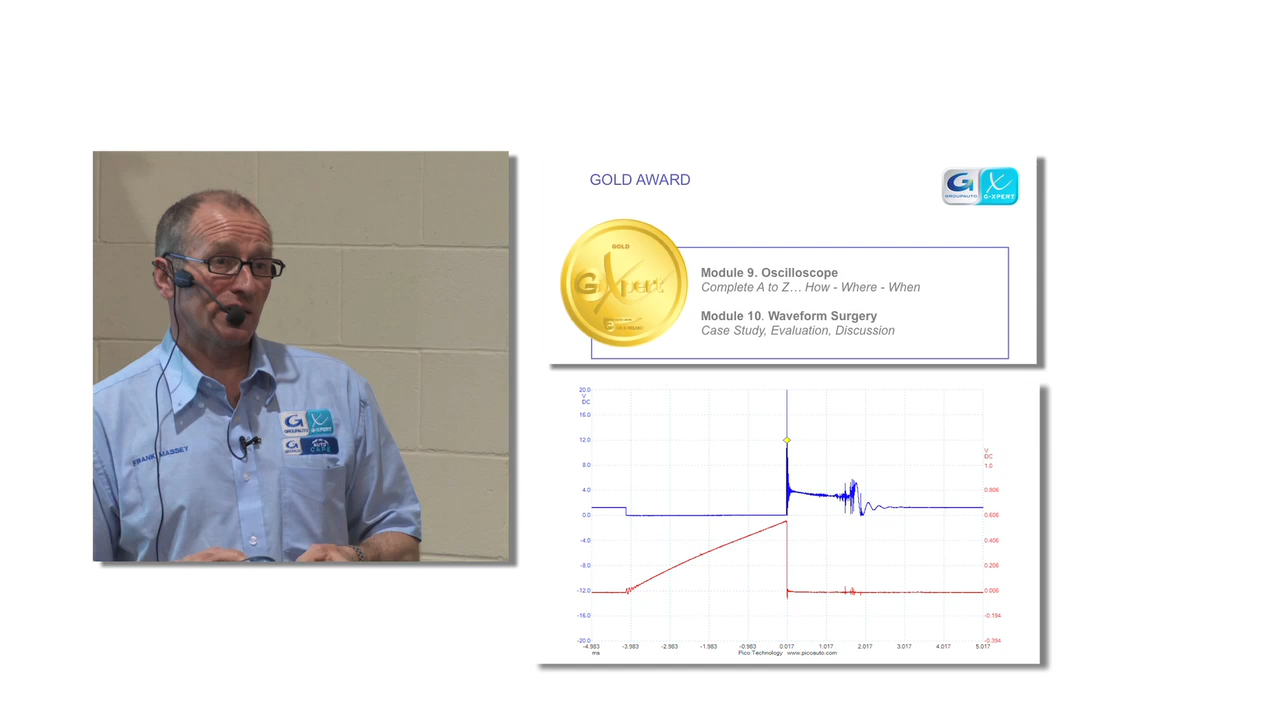 FRANK MASSEY
G
X
GROUPAUTO
G-XPERT
G
AUTO
CAFE
GOLD AWARD
G
X
GROUPAUTO
G-XPERT
GOLD
GXpert
Module 9. Oscilloscope
Complete A to Z… How - Where - When
Module 10. Waveform Surgery
Case Study, Evaluation, Discussion
20.0
V
DC
16.0
12.0
8.0
4.0
0.0
-4.0
-8.0
-12.0
-16.0
-20.0
V
DC
1.0
0.806
0.606
0.406
0.206
0.006
-0.194
-0.394
-4.983
-3.983
-2.983
-1.983
-0.983
0.017
1.017
2.017
3.017
4.017
5.017
ms
Pico Technology www.picoauto.com